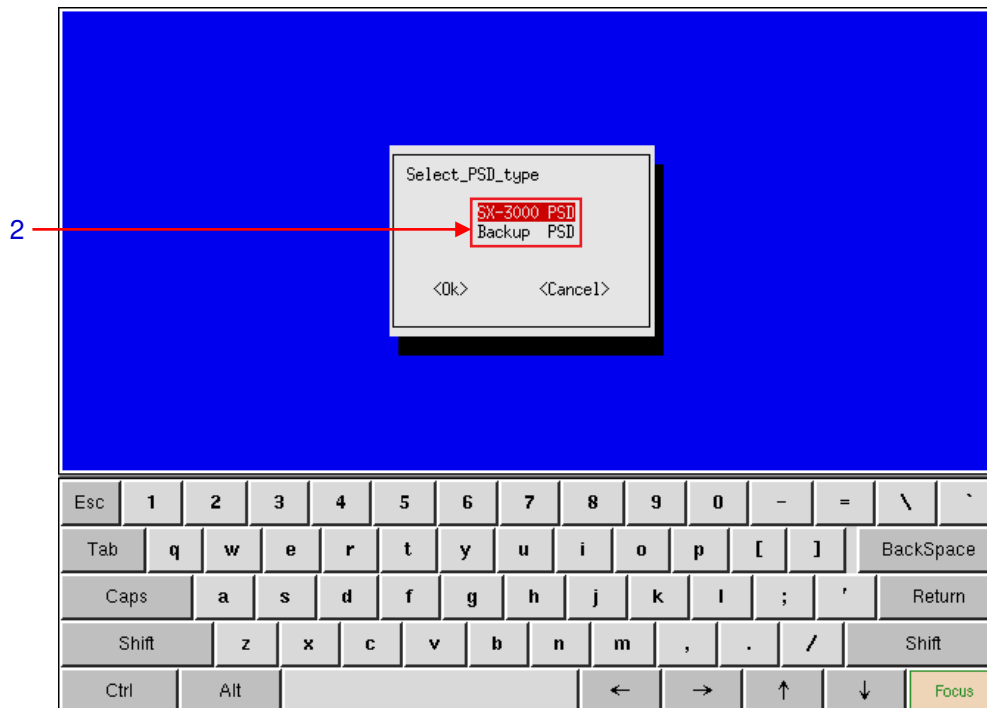 Select_PSD_type
SX-3000 PSD
Backup PSD
2
<Ok> <Cancel>
Esc 1 2 3 4 5 6 7 8 9 0 - = \ `
Tab q w e r t y u i o p [ ] BackSpace
Caps a s d f g h j k l ; ' Return
Shift z x c v b n m , . / Shift
Ctrl Alt ← → ↑ ↓ Focus